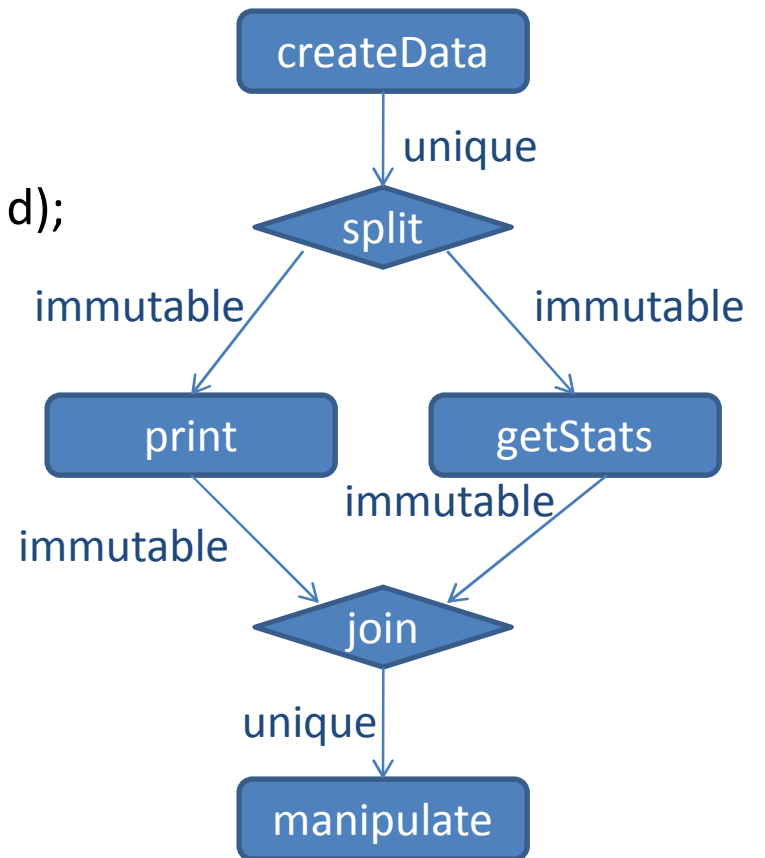 createData
unique
d);
split
immutable
immutable
print
getStats
immutable
immutable
join
unique
manipulate